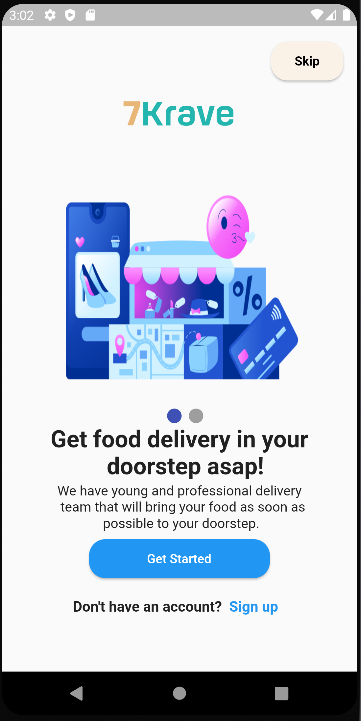 3:02
Skip
7Krave
%
Get food delivery in your
doorstep asap!
We have young and professional delivery
team that will bring your food as soon as
possible to your doorstep.
Get Started
Don't have an account? Sign up